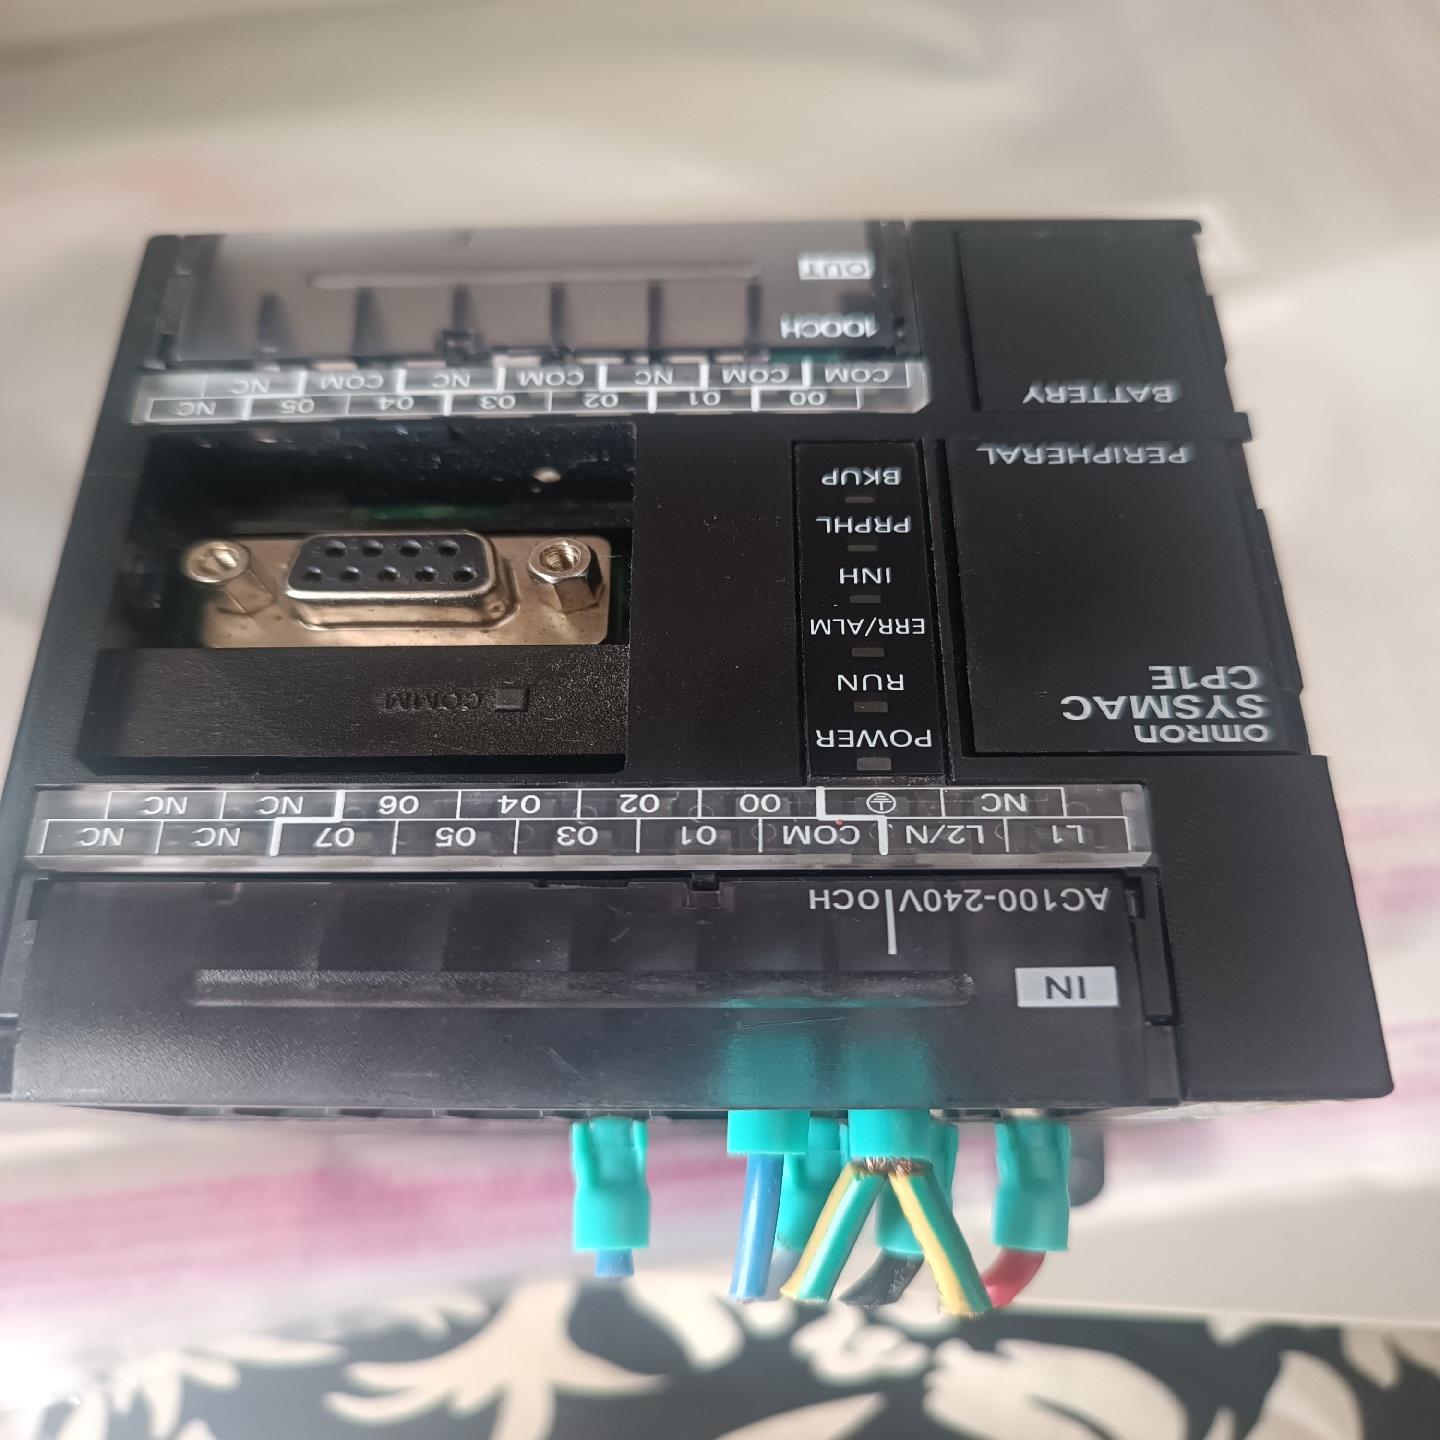 IN
AC100-240V 0CH
L1 L2/N COM 01 03 05 07 NC NC
NC 00 02 04 06 NC NC
omron
SYSMAC
CP1E
POWER
RUN
ERR/ALM
INH
PRPHL
BKUP
COMM
PERIPHERAL
BATTERY
00 01 02 03 04 05 NC
COM COM NC COM NC COM NC
100CH
OUT